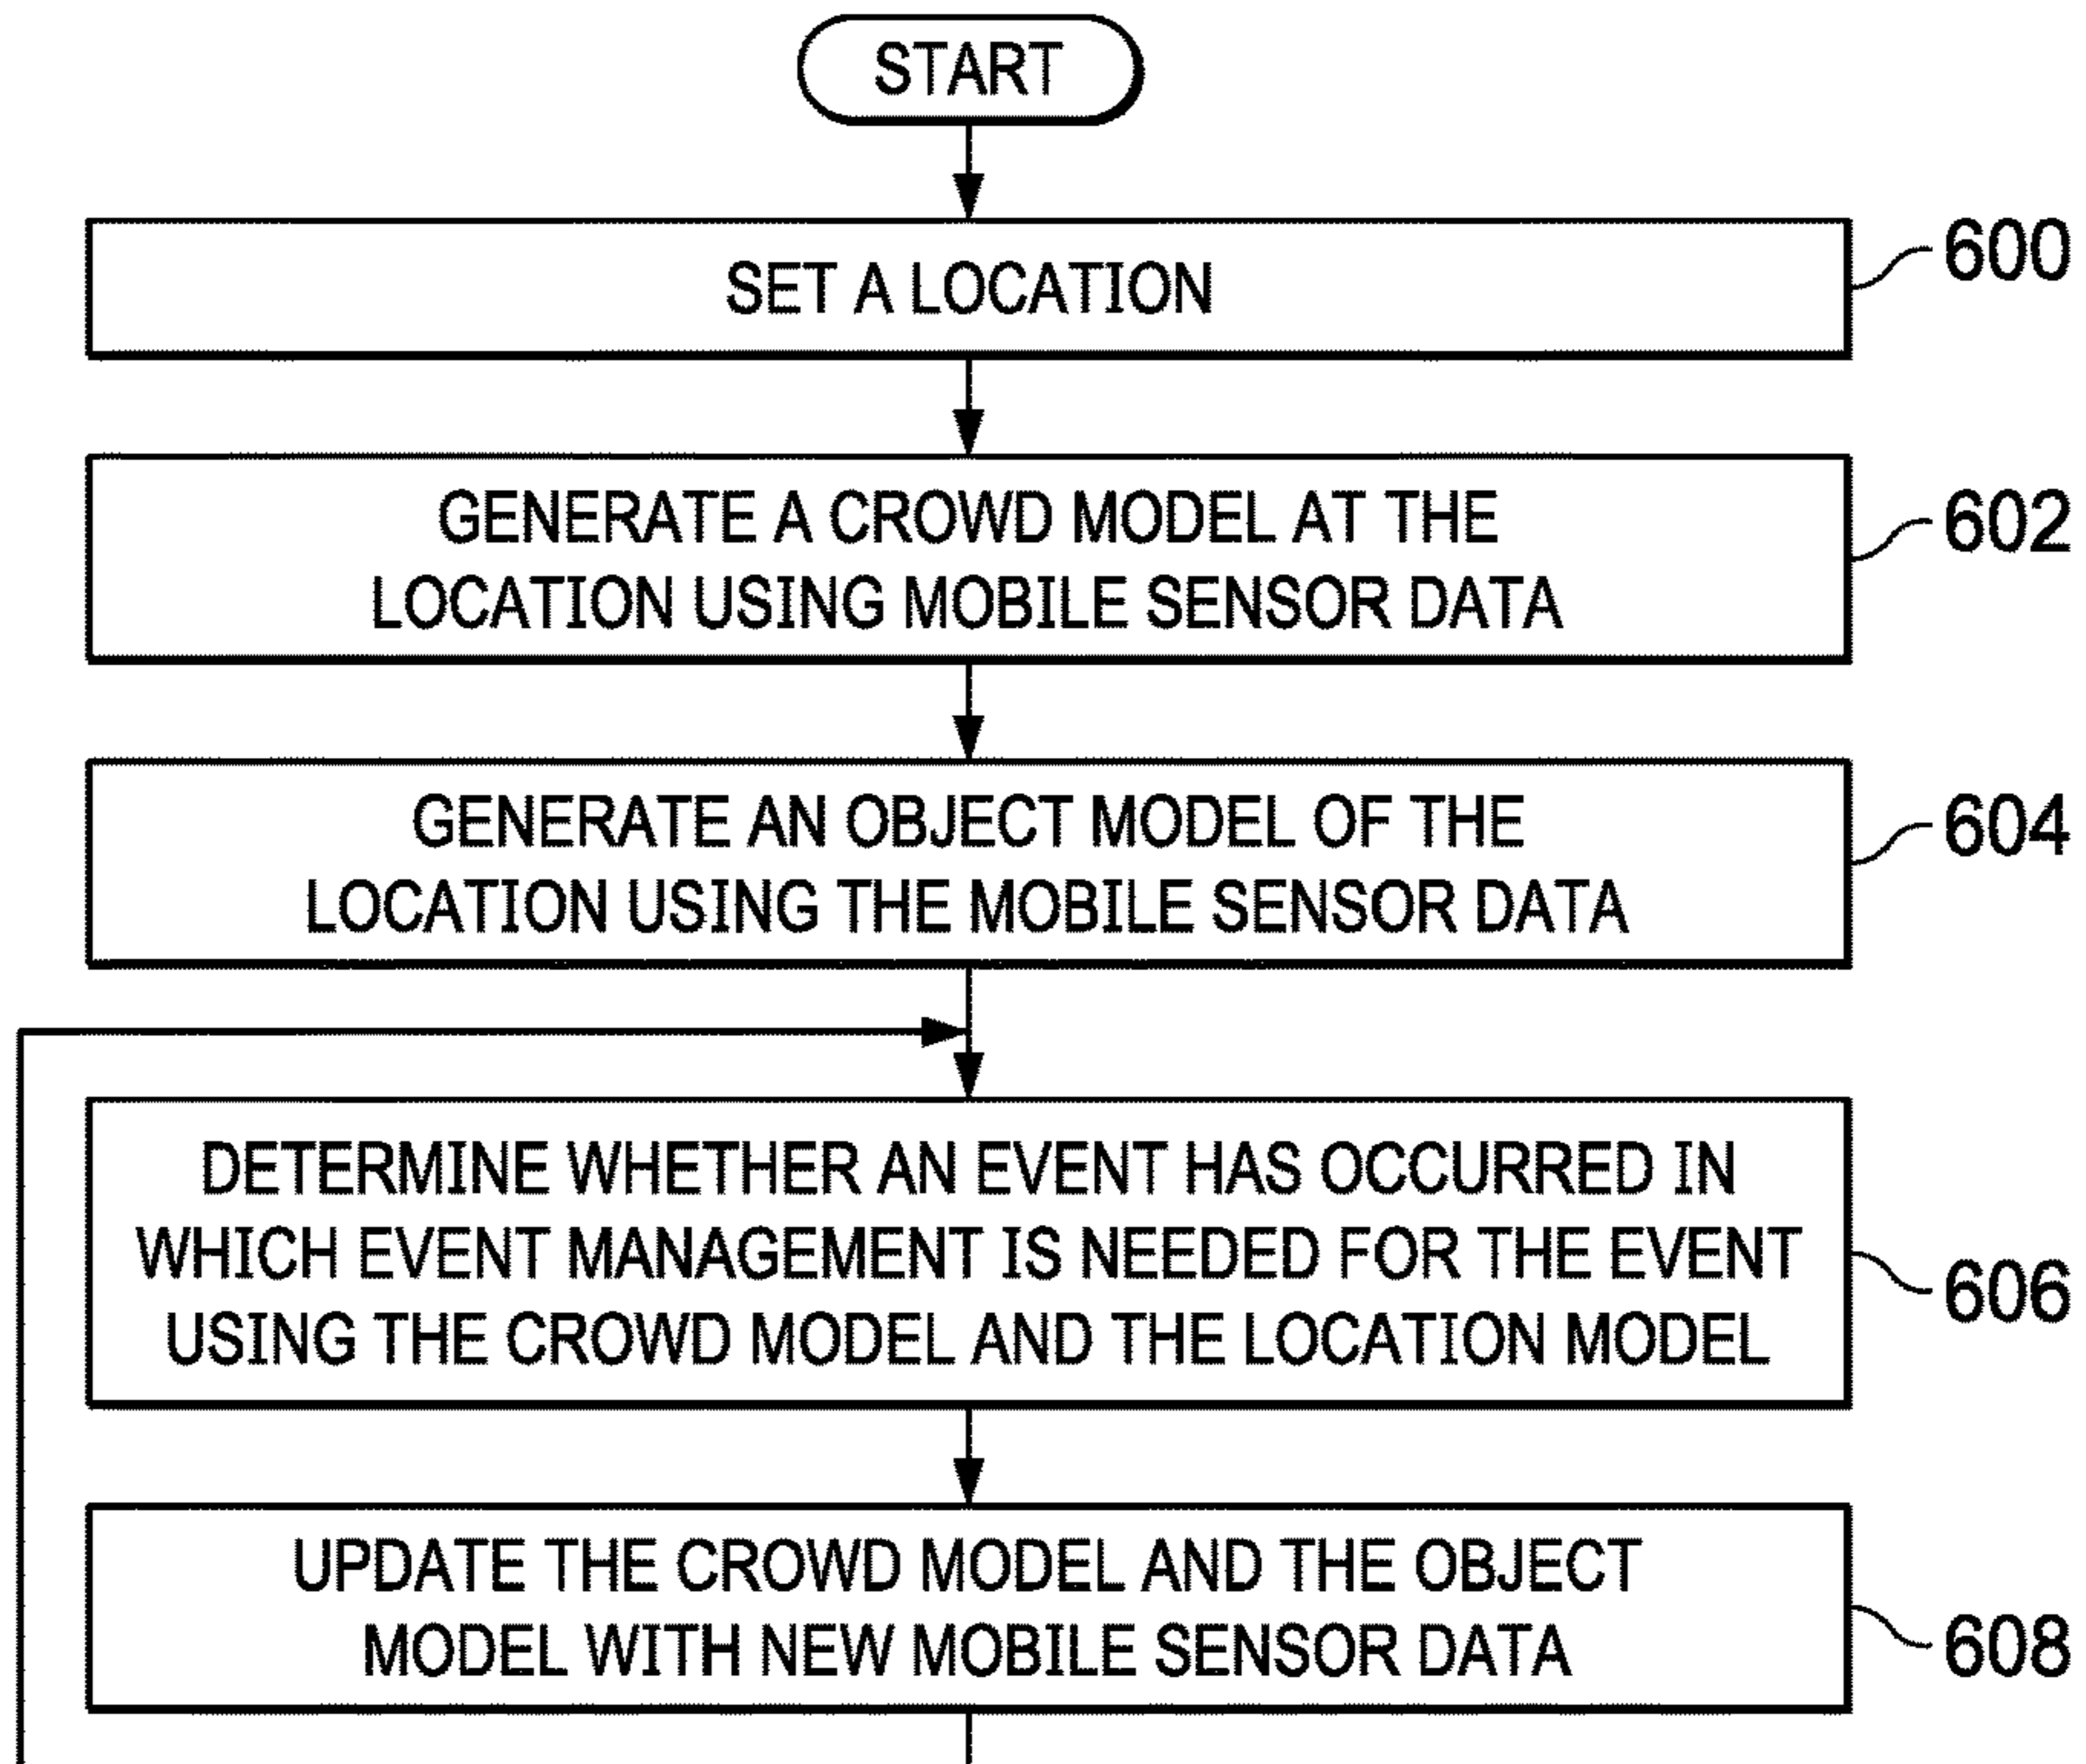 START
SET A LOCATION
600
GENERATE A CROWD MODEL AT THE
LOCATION USING MOBILE SENSOR DATA
602
GENERATE AN OBJECT MODEL OF THE
LOCATION USING THE MOBILE SENSOR DATA
604
DETERMINE WHETHER AN EVENT HAS OCCURRED IN
WHICH EVENT MANAGEMENT IS NEEDED FOR THE EVENT
USING THE CROWD MODEL AND THE LOCATION MODEL
606
UPDATE THE CROWD MODEL AND THE OBJECT
MODEL WITH NEW MOBILE SENSOR DATA
608